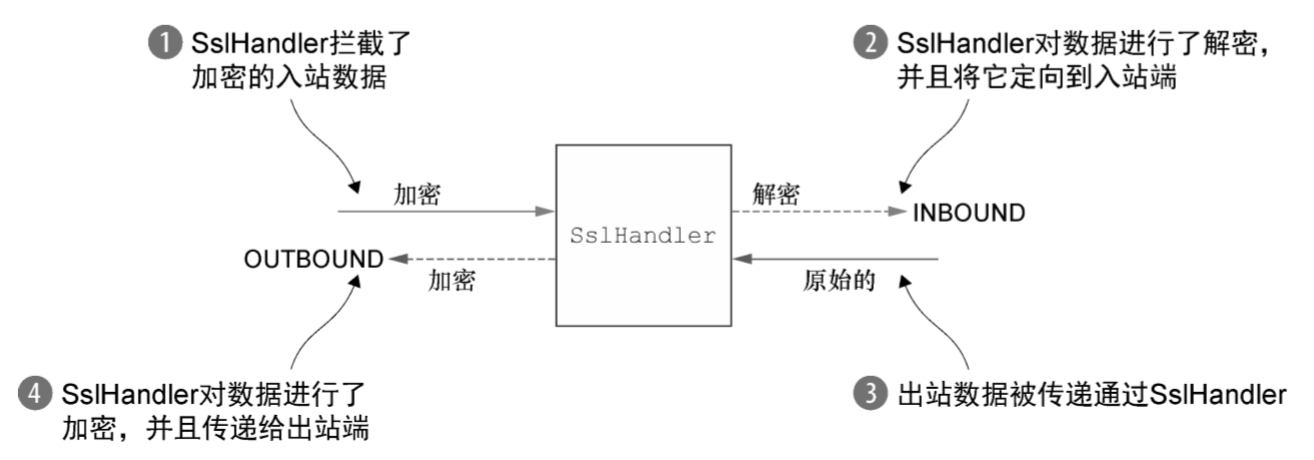 1 SslHandler拦截了
加密的入站数据
2 SslHandler对数据进行了解密，
并且将它定向到入站端
加密
解密
INBOUND
SslHandler
OUTBOUND
加密
原始的
4 SslHandler对数据进行了
加密，并且传递给出站端
3 出站数据被传递通过SslHandler